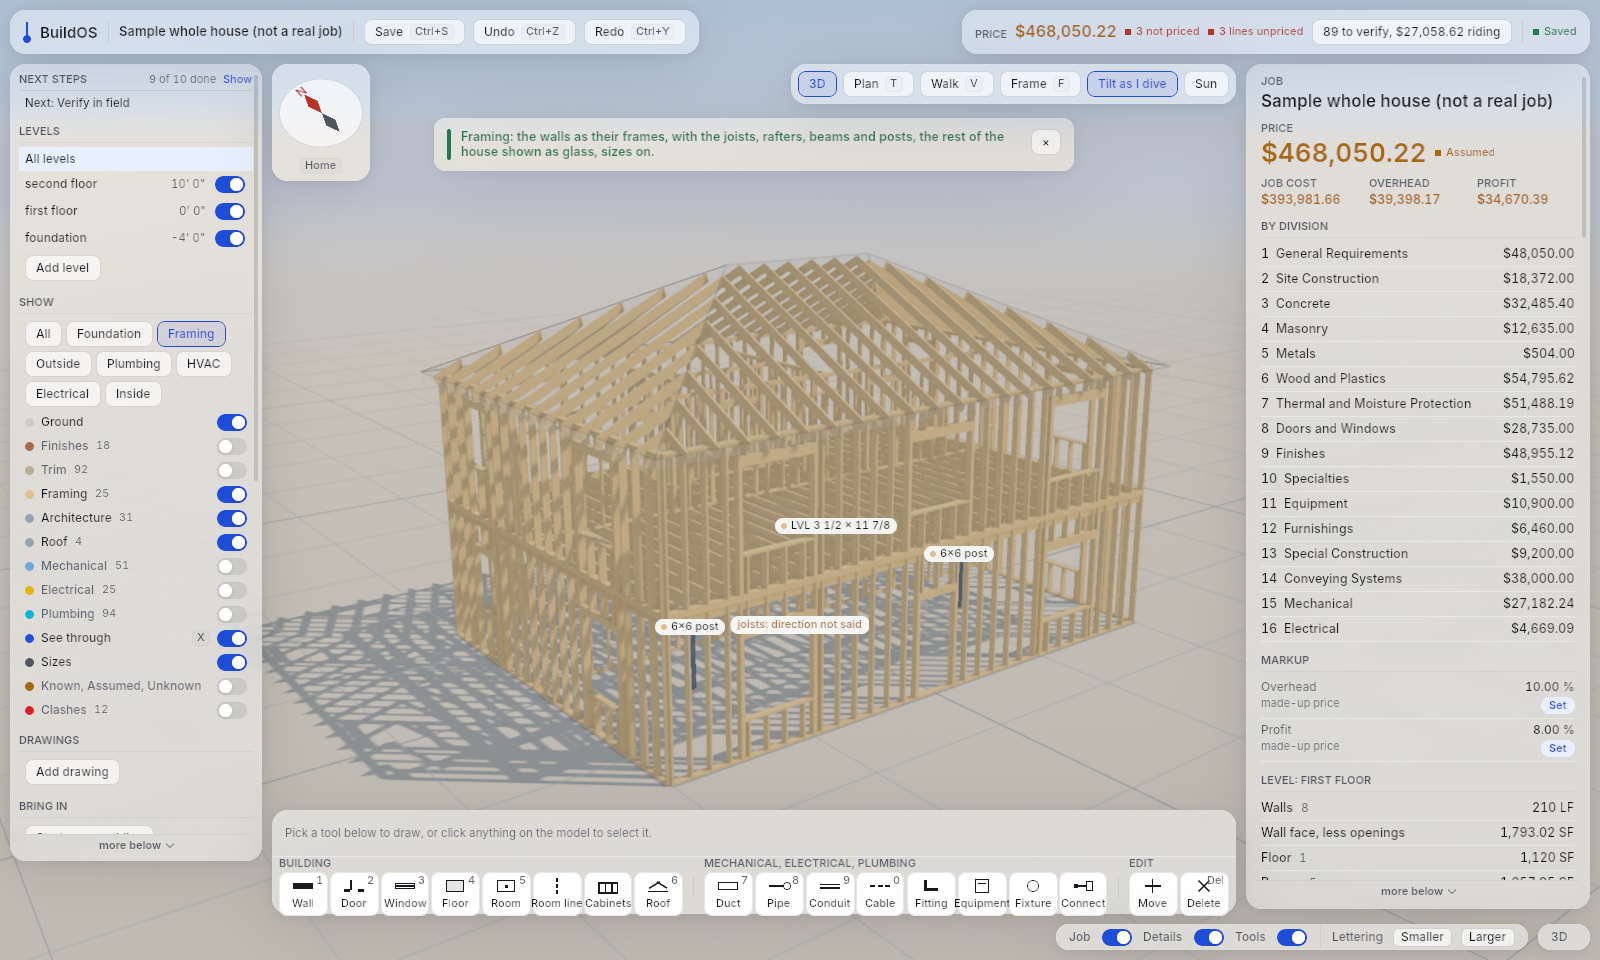 BuildOS
Sample whole house (not a real job)
Save Ctrl+S
Undo Ctrl+Z
Redo Ctrl+Y
PRICE $468,050.22
3 not priced
3 lines unpriced
89 to verify, $27,058.62 riding
Saved
NEXT STEPS 9 of 10 done Show
Next: Verify in field
LEVELS
All levels
second floor 10' 0"
first floor 0' 0"
foundation -4' 0"
Add level
SHOW
All Foundation Framing
Outside Plumbing HVAC
Electrical Inside
Ground
Finishes 18
Trim 92
Framing 25
Architecture 31
Roof 4
Mechanical 51
Electrical 25
Plumbing 94
See through X
Sizes
Known, Assumed, Unknown
Clashes 12
DRAWINGS
Add drawing
BRING IN
more below
N
Home
3D
Plan T
Walk V
Frame F
Tilt as I dive
Sun
Framing: the walls as their frames, with the joists, rafters, beams and posts, the rest of the
house shown as glass, sizes on.
×
LVL 3 1/2 × 11 7/8
6×6 post
6×6 post
joists: direction not said
Pick a tool below to draw, or click anything on the model to select it.
BUILDING
Wall 1
Door 2
Window 3
Floor 4
Room 5
Room line
Cabinets
Roof 6
MECHANICAL, ELECTRICAL, PLUMBING
Duct 7
Pipe 8
Conduit 9
Cable 0
Fitting
Equipment
Fixture
Connect
EDIT
Move
Delete Del
JOB
Sample whole house (not a real job)
PRICE
$468,050.22 Assumed
JOB COST OVERHEAD PROFIT
$393,981.66 $39,398.17 $34,670.39
BY DIVISION
1 General Requirements $48,050.00
2 Site Construction $18,372.00
3 Concrete $32,485.40
4 Masonry $12,635.00
5 Metals $504.00
6 Wood and Plastics $54,795.62
7 Thermal and Moisture Protection $51,488.19
8 Doors and Windows $28,735.00
9 Finishes $48,955.12
10 Specialties $1,550.00
11 Equipment $10,900.00
12 Furnishings $6,460.00
13 Special Construction $9,200.00
14 Conveying Systems $38,000.00
15 Mechanical $27,182.24
16 Electrical $4,669.09
MARKUP
Overhead 10.00 %
made-up price Set
Profit 8.00 %
made-up price Set
LEVEL: FIRST FLOOR
Walls 8 210 LF
Wall face, less openings 1,793.02 SF
Floor 1 1,120 SF
more below
Job Details Tools
Lettering Smaller Larger
3D